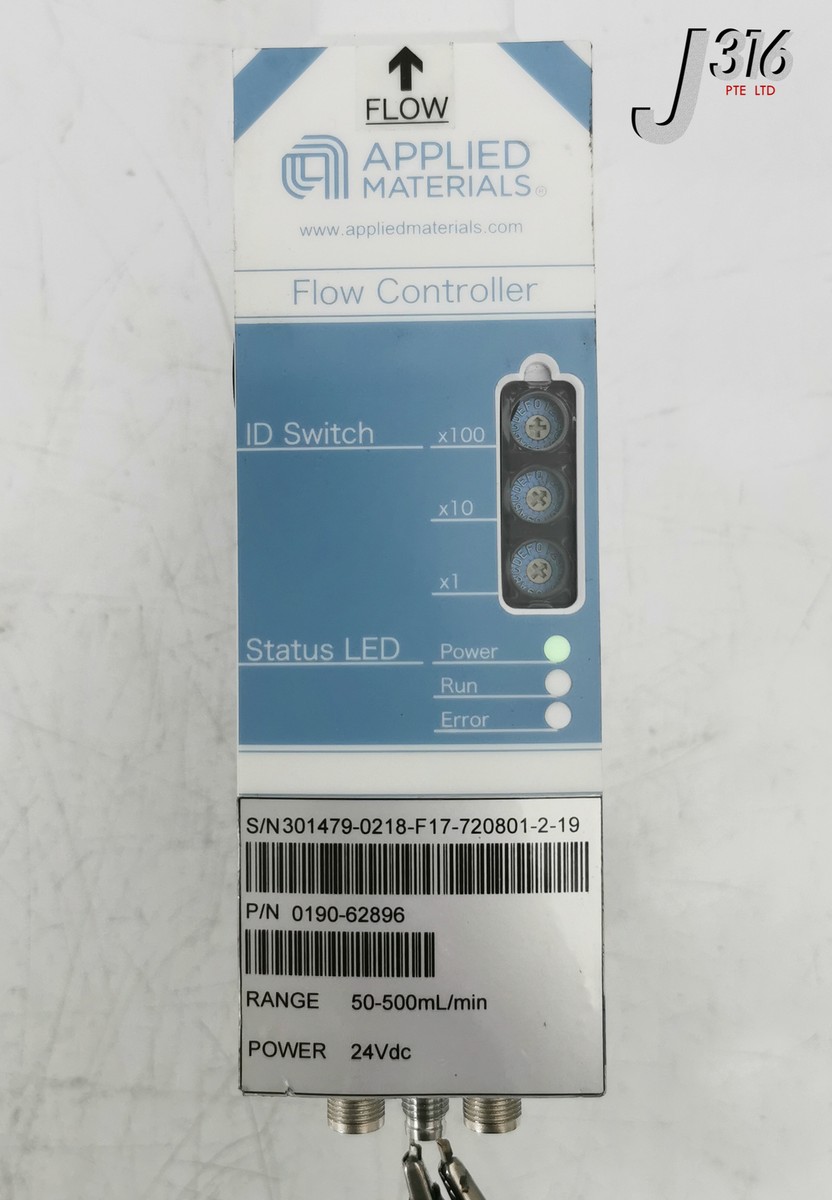 J316
PTE LTD
FLOW
APPLIED
MATERIALS®
www.appliedmaterials.com
Flow Controller
ID Switch
x100
x10
x1
Status LED
Power
Run
Error
S/N301479-0218-F17-720801-2-19
P/N 0190-62896
RANGE 50-500mL/min
POWER 24Vdc